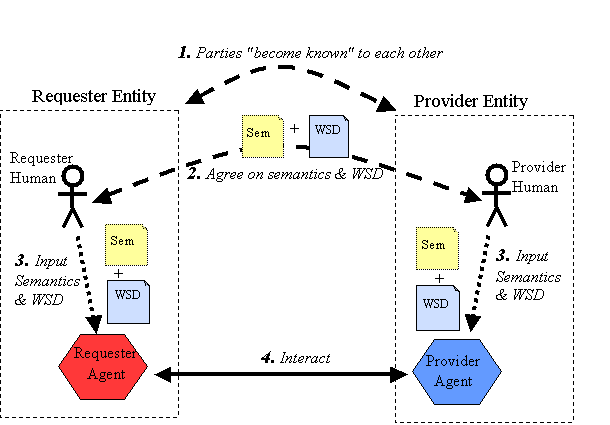 1. Parties "become known" to each other
Requester Entity
Provider Entity
Sem
+
WSD
Requester
Human
Provider
Human
2. Agree on semantics & WSD
Sem
+
WSD
3. Input
Semantics
& WSD
Sem
+
WSD
3. Input
Semantics
& WSD
Requester
Agent
4. Interact
Provider
Agent